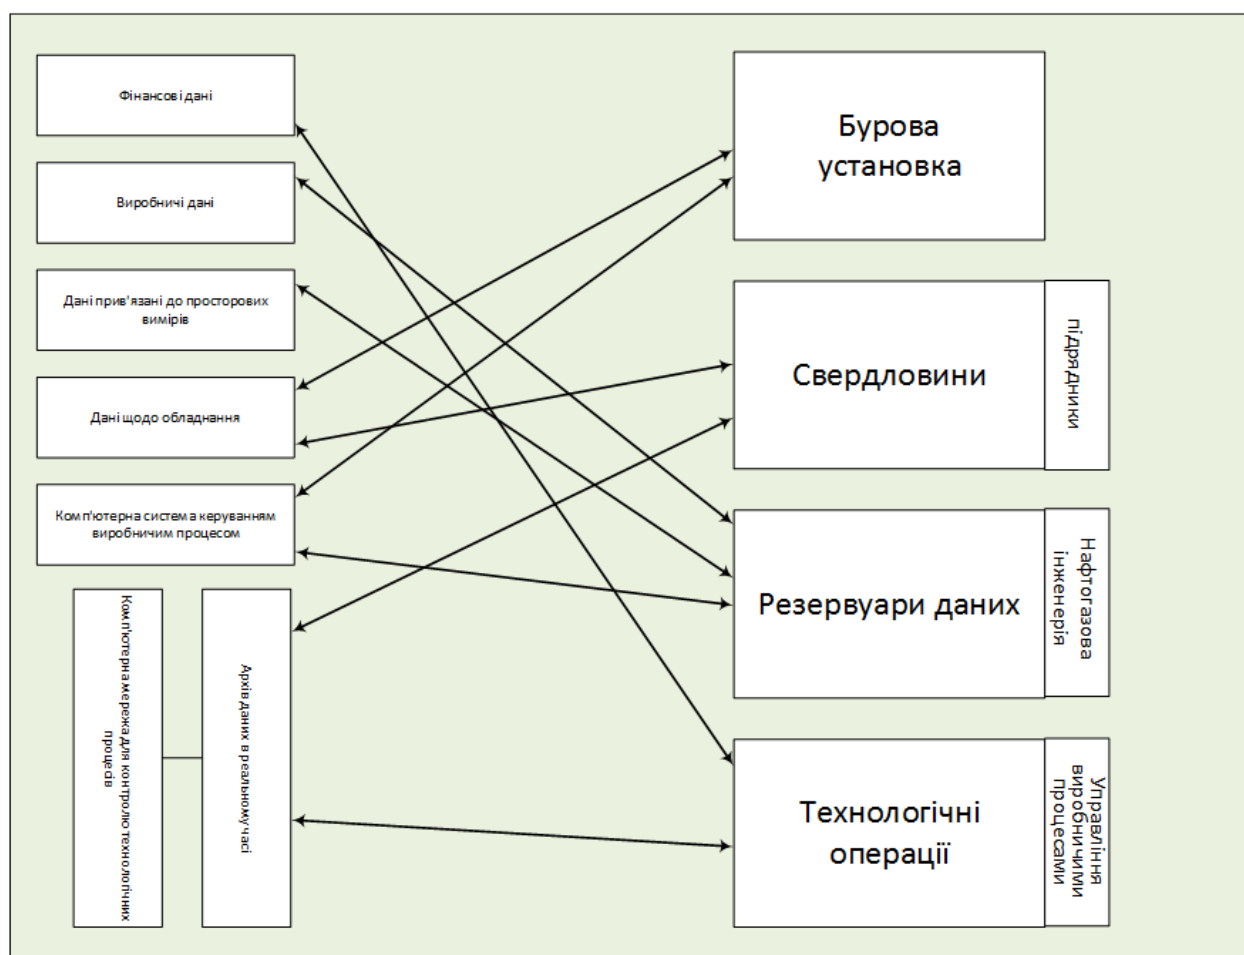 Фінансові дані
Виробничі дані
Дані прив'язані до просторових
вимірів
Дані щодо обладнання
Комп'ютерна система керуванням
виробничим процесом
Комп'ютерна мережа для контролю технологічних
процесів
Архів даних в реальному часі
Бурова
установка
Свердловини
підрядники
Резервуари даних
Нафтогазова
інженерія
Технологічні
операції
Управління
виробничими
процесами